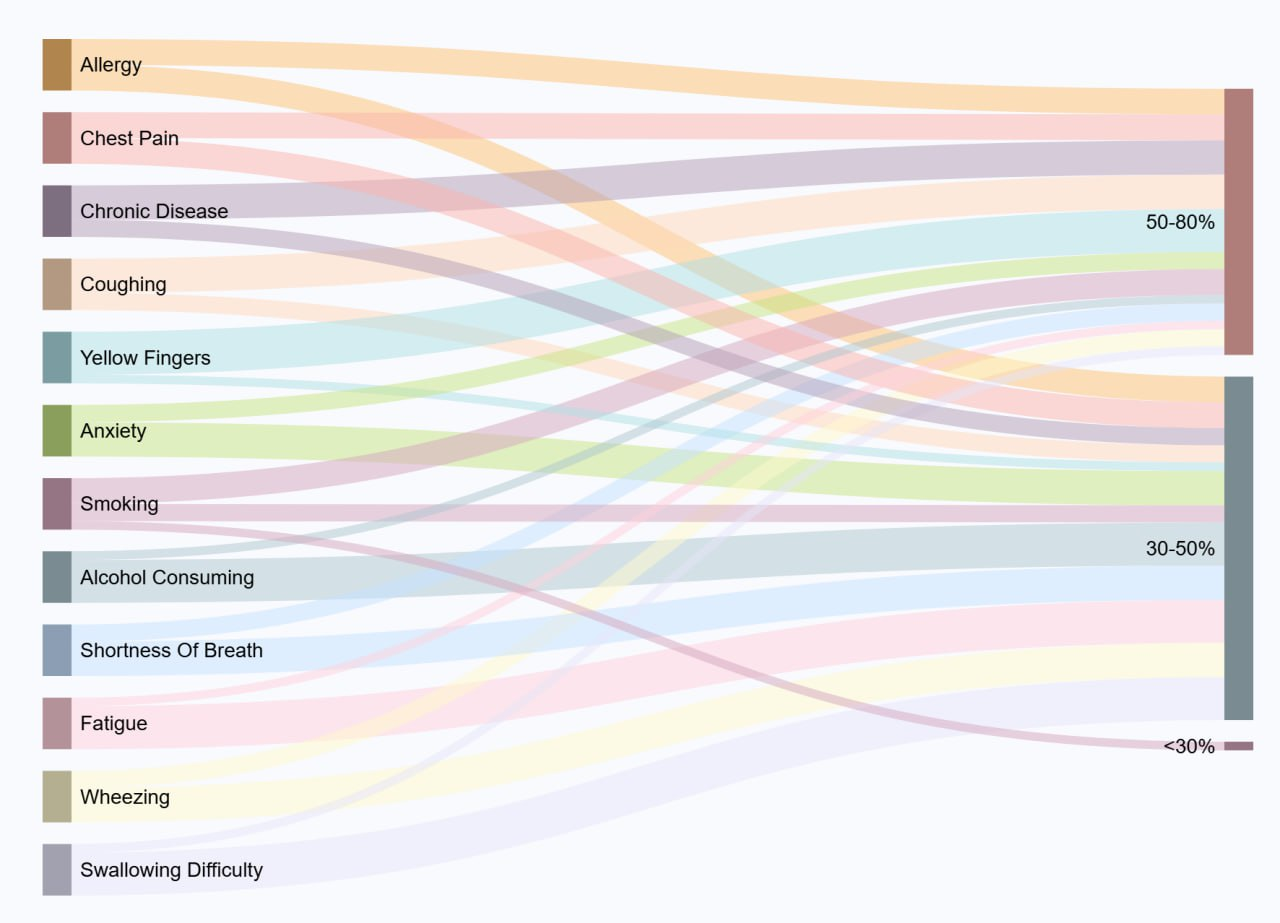 Allergy
Chest Pain
Chronic Disease
Coughing
Yellow Fingers
Anxiety
Smoking
Alcohol Consuming
Shortness Of Breath
Fatigue
Wheezing
Swallowing Difficulty
50-80%
30-50%
<30%